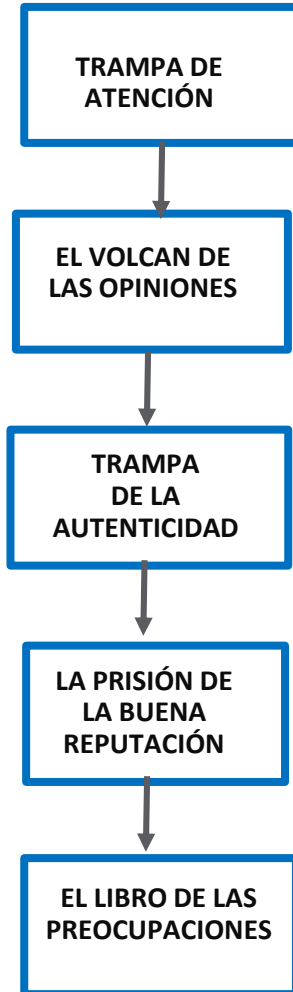 TRAMPA DE
ATENCIÓN
EL VOLCAN DE
LAS OPINIONES
TRAMPA
DE LA
AUTENTICIDAD
LA PRISIÓN DE
LA BUENA
REPUTACIÓN
EL LIBRO DE LAS
PREOCUPACIONES